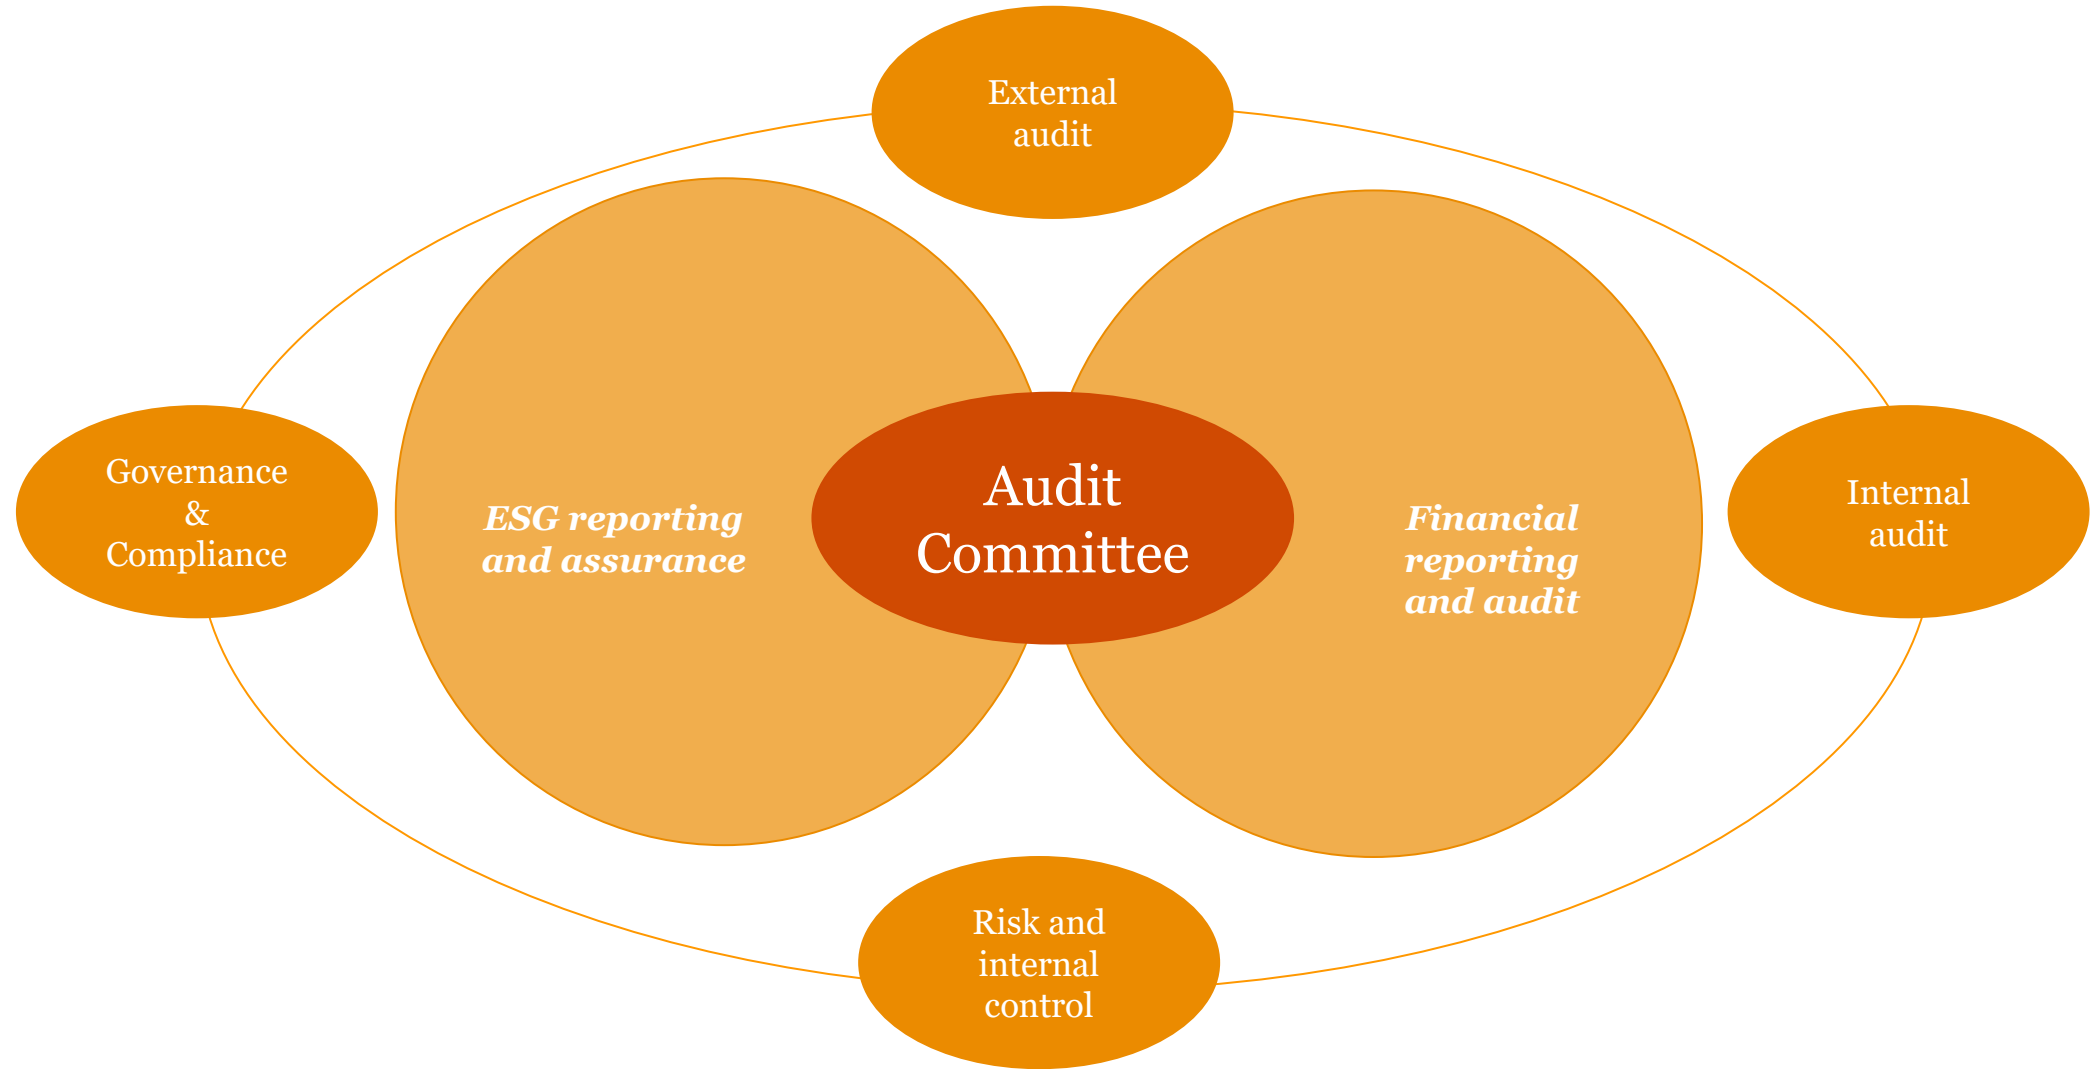 External
audit
Governance
&
Compliance
ESG reporting
and assurance
Audit
Committee
Financial
reporting
and audit
Internal
audit
Risk and
internal
control